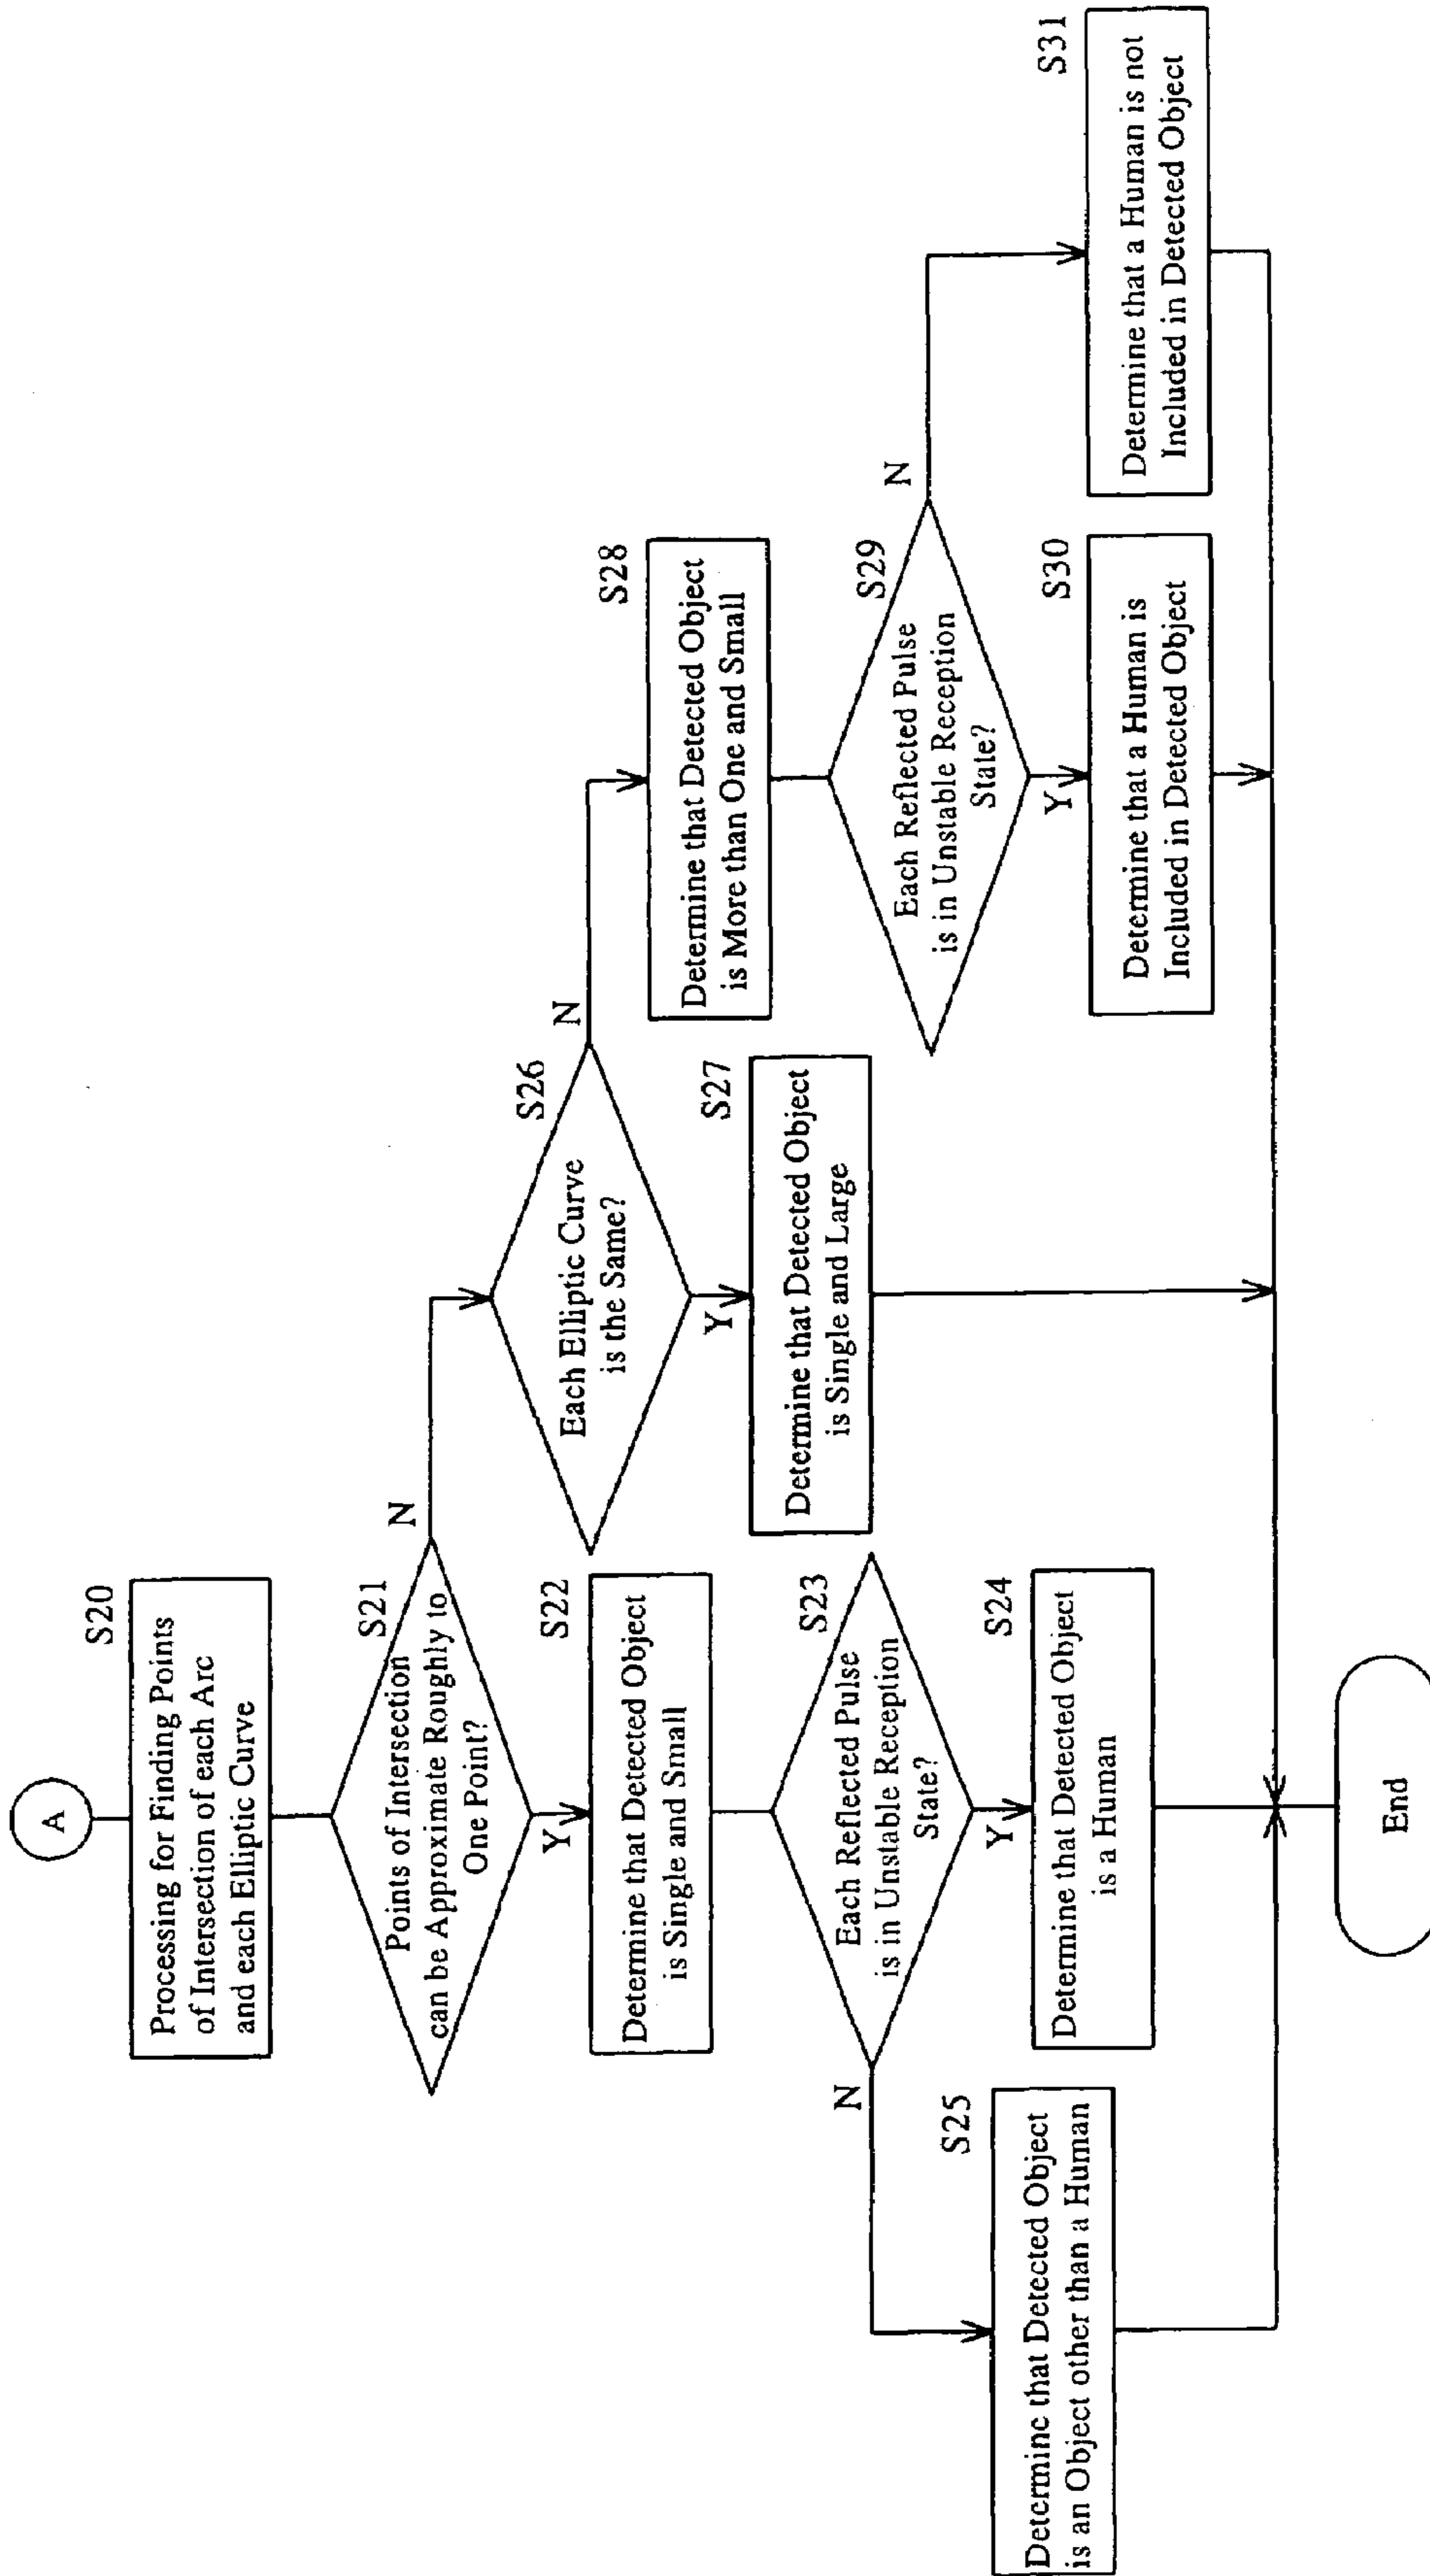 A
S20
Processing for Finding Points
of Intersection of each Arc
and each Elliptic Curve
S21
Points of Intersection
can be Approximate Roughly to
One Point?
N
Y
S22
Determine that Detected Object
is Single and Small
S23
Each Reflected Pulse
is in Unstable Reception
State?
N
Y
S24
Determine that Detected Object
is a Human
S25
Determine that Detected Object
is an Object other than a Human
S26
Each Elliptic Curve
is the Same?
N
Y
S27
Determine that Detected Object
is Single and Large
S28
Determine that Detected Object
is More than One and Small
S29
Each Reflected Pulse
is in Unstable Reception
State?
N
Y
S30
Determine that a Human is
Included in Detected Object
S31
Determine that a Human is not
Included in Detected Object
End